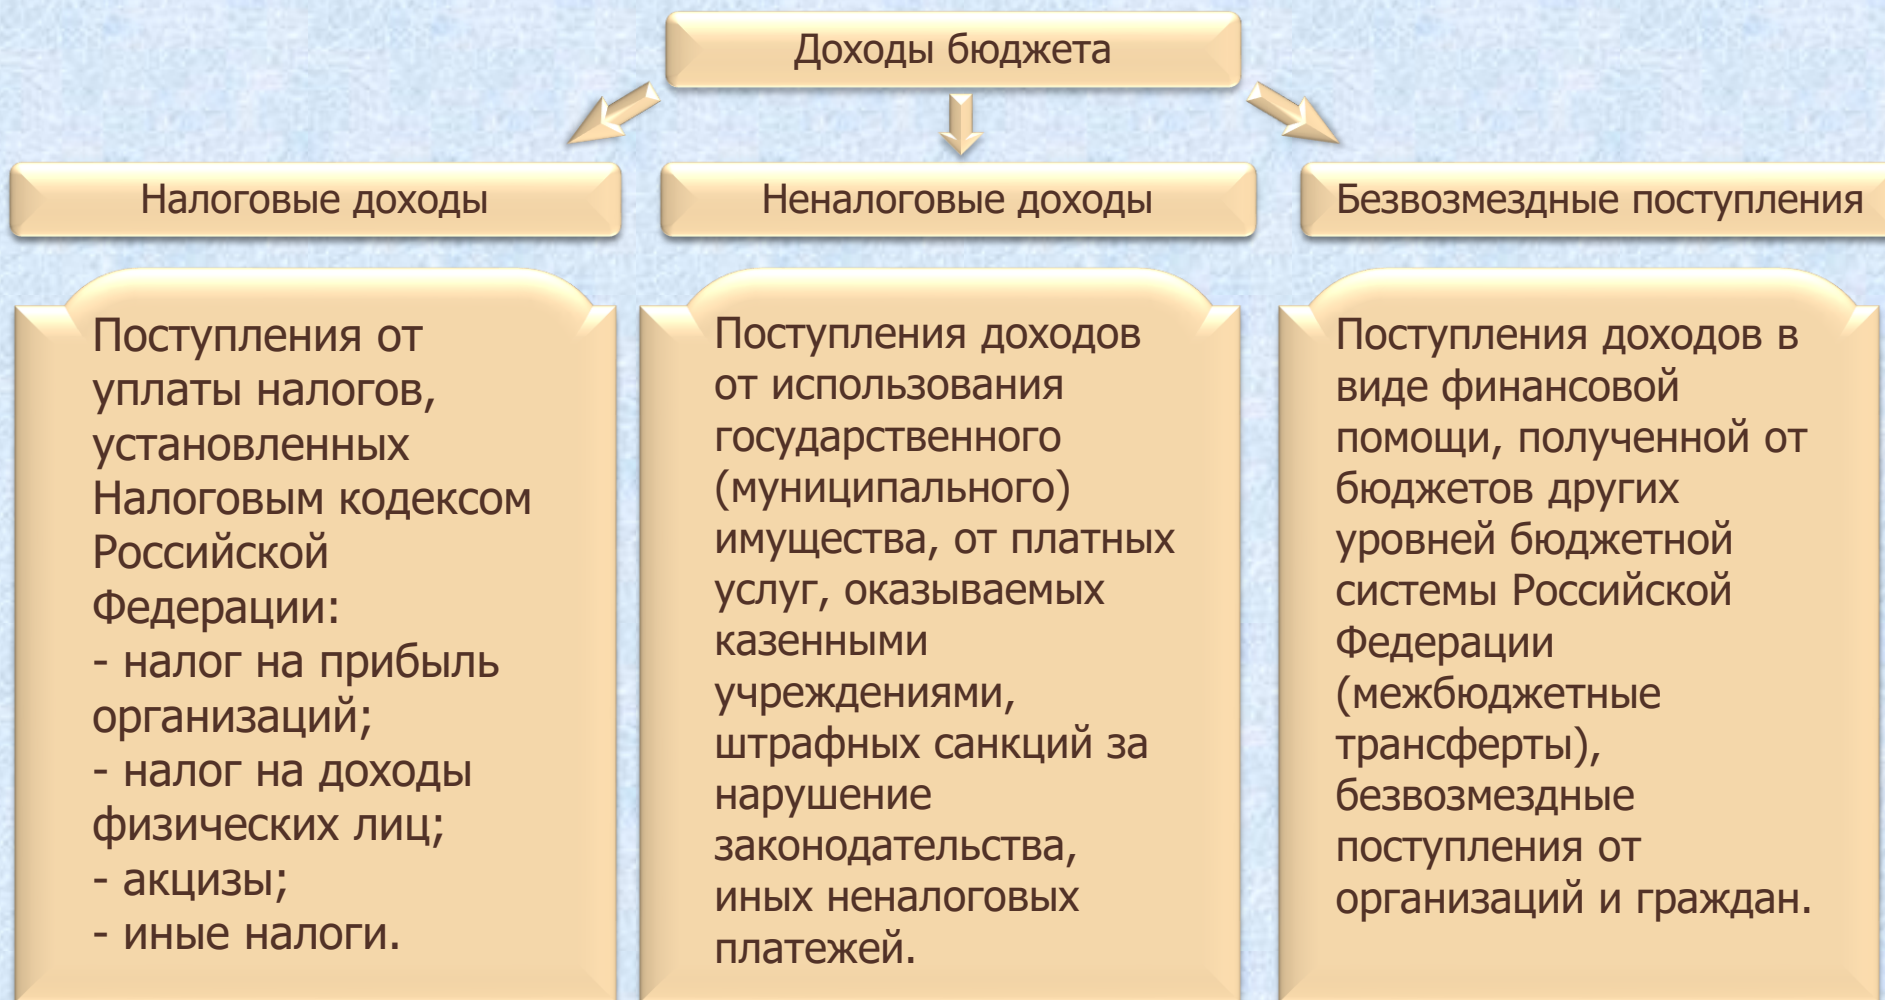 Доходы бюджета
Налоговые доходы
Неналоговые доходы
Безвозмездные поступления
Поступления от
уплаты налогов,
установленных
Налоговым кодексом
Российской
Федерации:
- налог на прибыль
организаций;
- налог на доходы
физических лиц;
- акцизы;
- иные налоги.
Поступления доходов
от использования
государственного
(муниципального)
имущества, от платных
услуг, оказываемых
казенными
учреждениями,
штрафных санкций за
нарушение
законодательства,
иных неналоговых
платежей.
Поступления доходов в
виде финансовой
помощи, полученной от
бюджетов других
уровней бюджетной
системы Российской
Федерации
(межбюджетные
трансферты),
безвозмездные
поступления от
организаций и граждан.